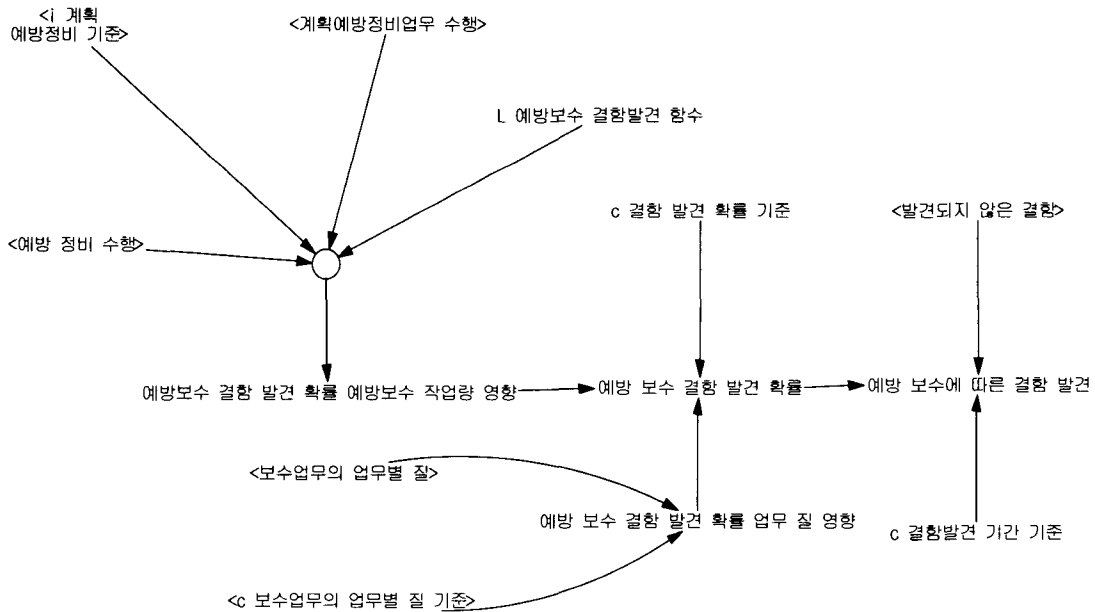 <i 계획
예방정비 기준>
<계획예방정비업무 수행>
L 예방보수 결함발견 함수
c 결함 발견 확률 기준
<발견되지 않은 결함>
<예방 정비 수행>
예방보수 결함 발견 확률 예방보수 작업량 영향
예방 보수 결함 발견 확률
예방 보수에 따른 결함 발견
<보수업무의 업무별 질>
예방 보수 결함 발견 확률 업무 질 영향
c 결함발견 기간 기준
<c 보수업무의 업무별 질 기준>